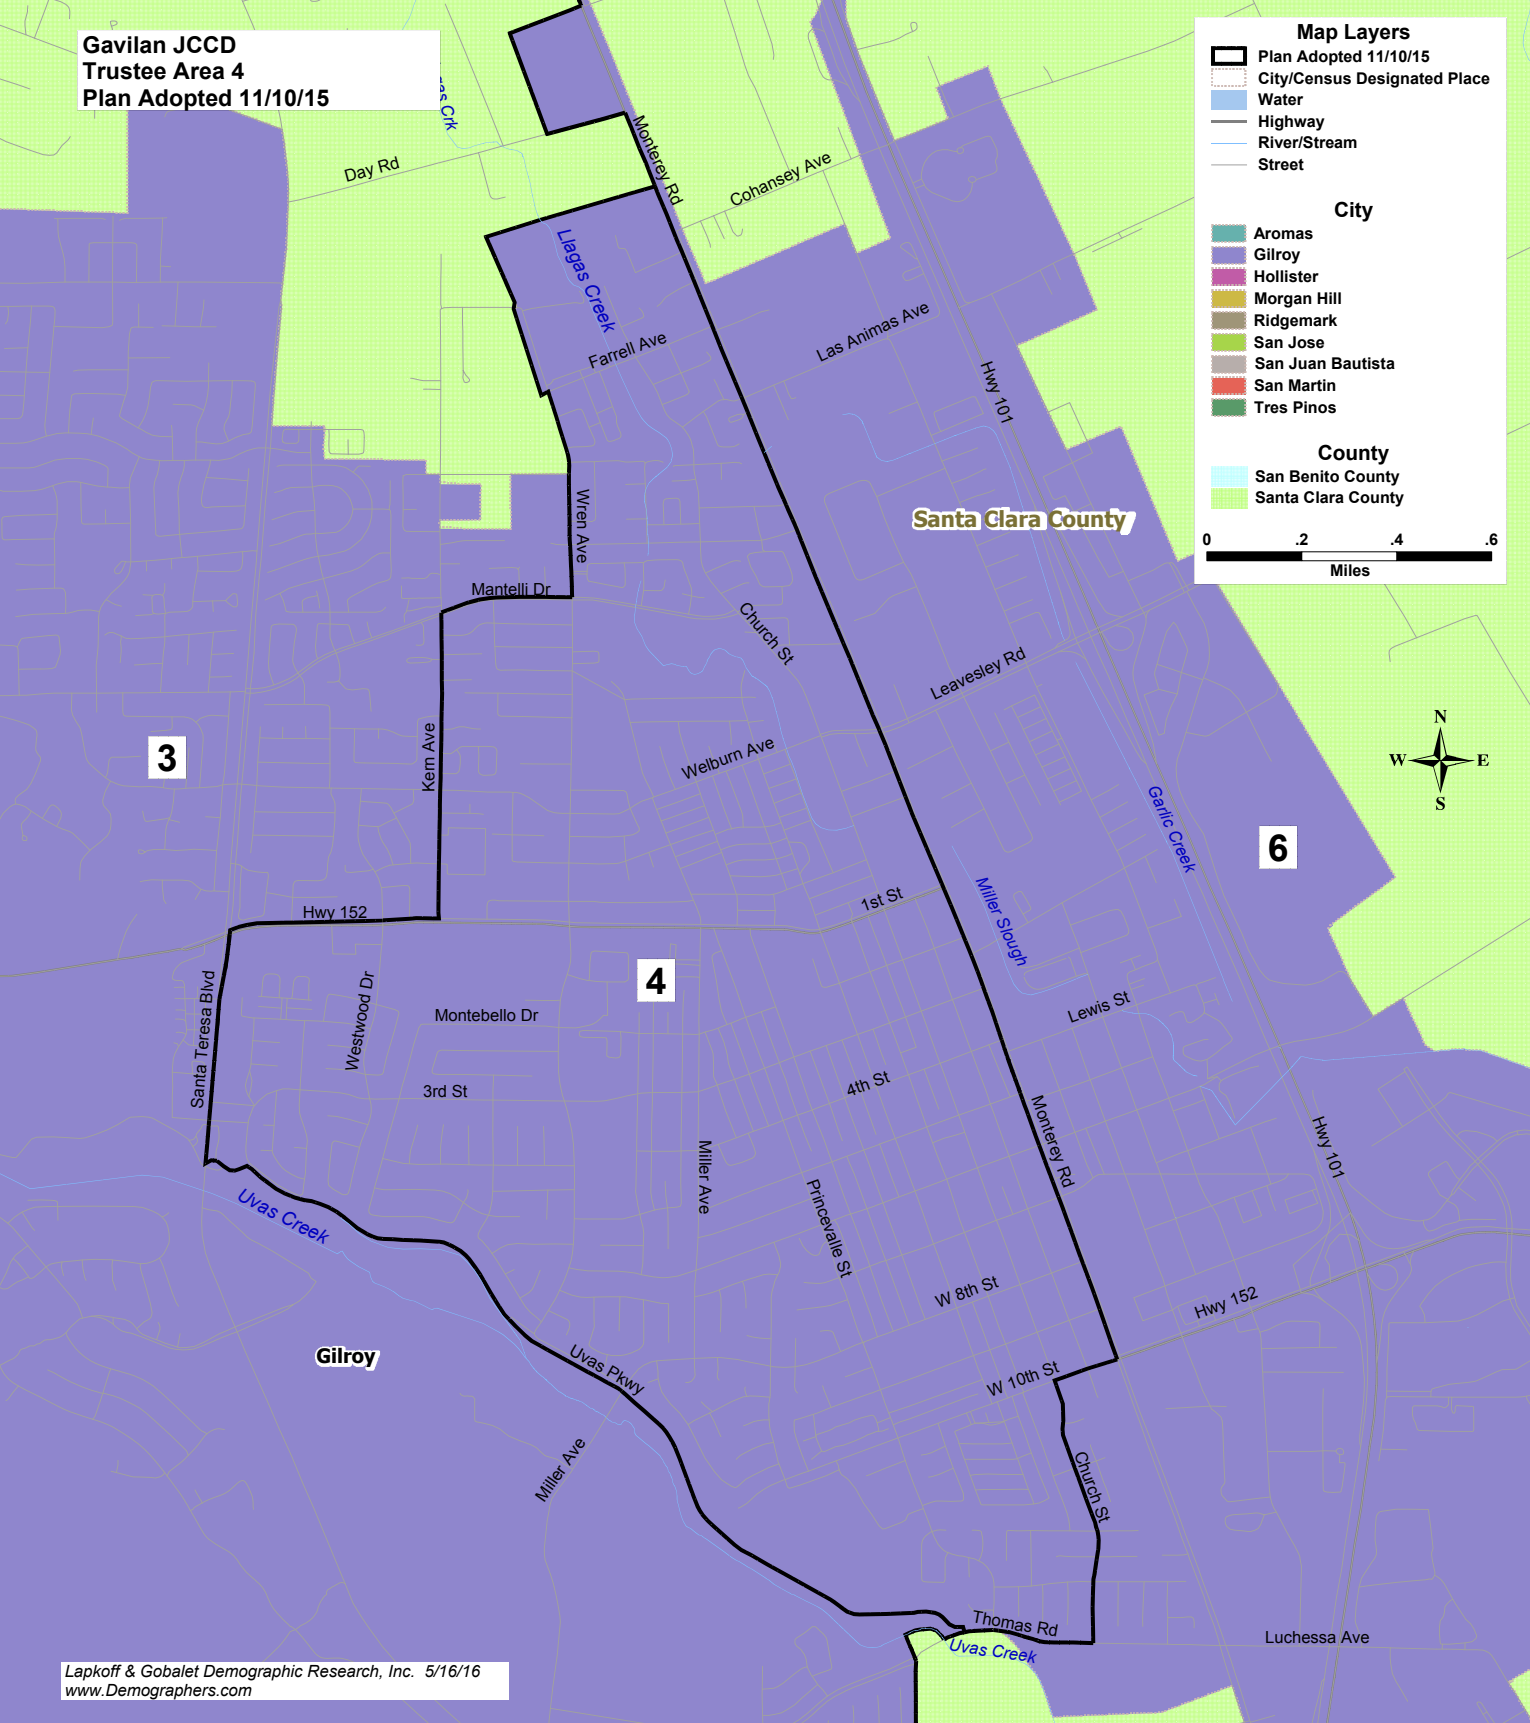 Gavilan JCCD
Trustee Area 4
Plan Adopted 11/10/15
Map Layers
Plan Adopted 11/10/15
City/Census Designated Place
Water
Highway
River/Stream
Street
City
Aromas
Gilroy
Hollister
Morgan Hill
Ridgemark
San Jose
San Juan Bautista
San Martin
Tres Pinos
County
San Benito County
Santa Clara County
0 .2 .4 .6
Miles
N
W E
S
Crk
Day Rd
Monterey Rd
Cohansey Ave
Llagas Creek
Farrell Ave
Las Animas Ave
Hwy 101
Wren Ave
Santa Clara County
Mantelli Dr
Church St
Leavesley Rd
Kern Ave
3
Welburn Ave
Garlic Creek
6
Hwy 152
1st St
Miller Slough
4
Santa Teresa Blvd
Westwood Dr
Montebello Dr
Lewis St
3rd St
4th St
Monterey Rd
Hwy 101
Miller Ave
Princevalle St
Uvas Creek
W 8th St
Hwy 152
Gilroy
Uvas Pkwy
W 10th St
Miller Ave
Church St
Thomas Rd
Uvas Creek
Luchessa Ave
Lapkoff & Gobalet Demographic Research, Inc. 5/16/16
www.Demographers.com